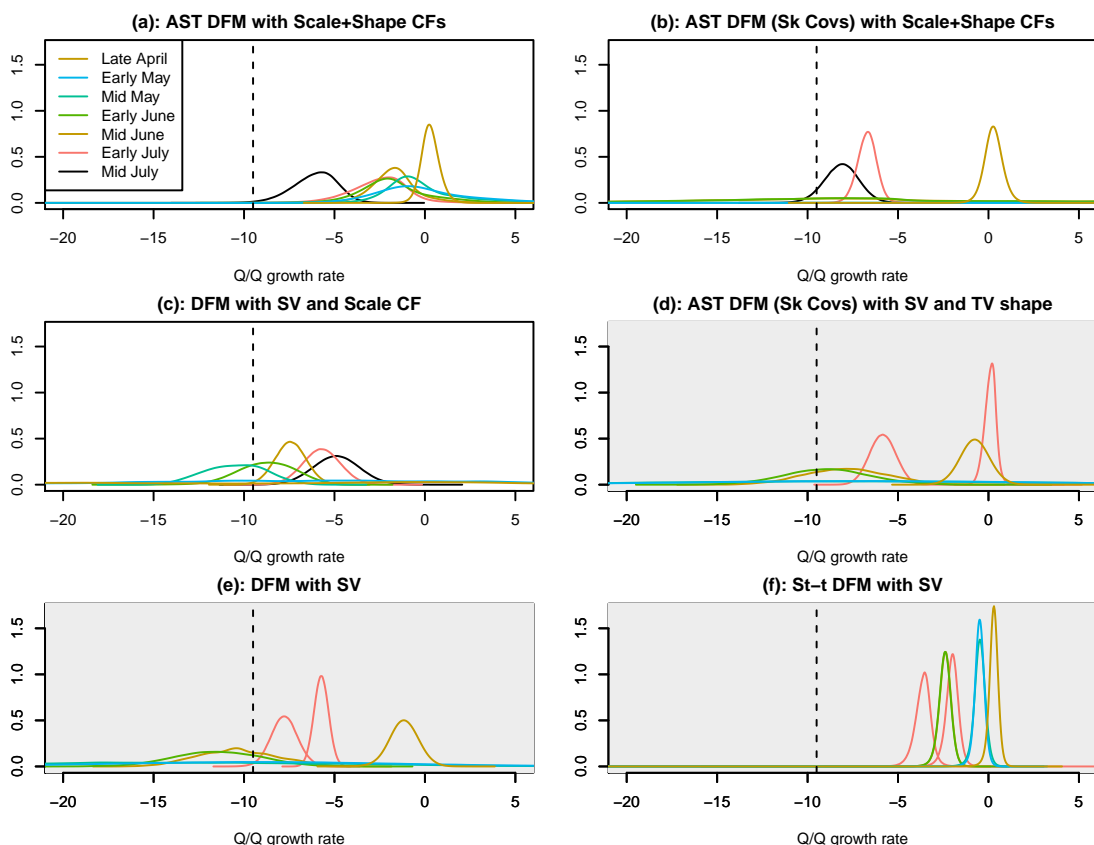 (a): AST DFM with Scale+Shape CFs
1.5
1.0
0.5
0.0
Late April
Early May
Mid May
Early June
Mid June
Early July
Mid July
−20 −15 −10 −5 0 5
Q/Q growth rate
(b): AST DFM (Sk Covs) with Scale+Shape CFs
1.5
1.0
0.5
0.0
−20 −15 −10 −5 0 5
Q/Q growth rate
(c): DFM with SV and Scale CF
1.5
1.0
0.5
0.0
−20 −15 −10 −5 0 5
Q/Q growth rate
(d): AST DFM (Sk Covs) with SV and TV shape
1.5
1.0
0.5
0.0
−20 −15 −10 −5 0 5
Q/Q growth rate
(e): DFM with SV
1.5
1.0
0.5
0.0
−20 −15 −10 −5 0 5
Q/Q growth rate
(f): St−t DFM with SV
1.5
1.0
0.5
0.0
−20 −15 −10 −5 0 5
Q/Q growth rate